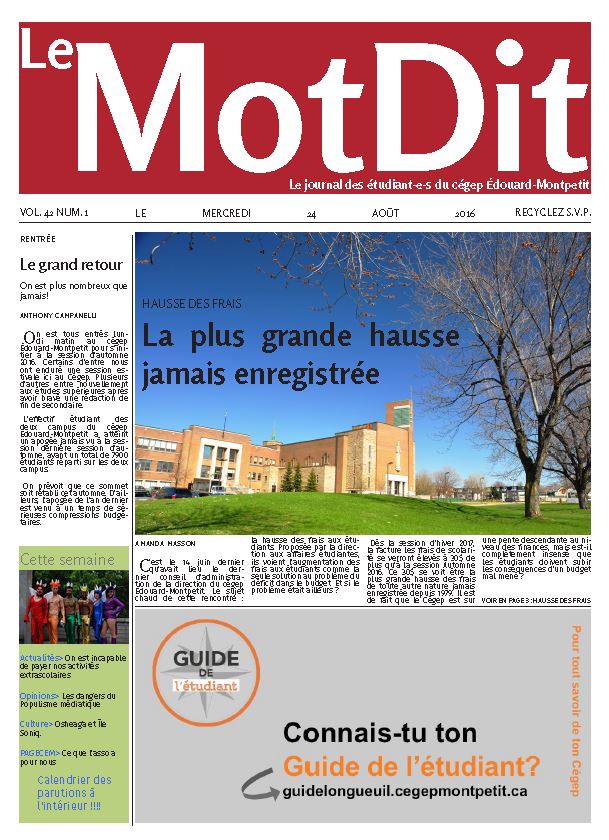 Le
MotDit
Le journal des étudiant-e-s du cégep Édouard-Montpetit
VOL. 42 NUM. 1 LE MERCREDI 24 AOÛT 2016 RECYCLEZ S.V.P.
RENTRÉE
Le grand retour
On est plus nombreux que
jamais!
ANTHONY CAMPANELLI
On est tous entrés lun-
di matin au cégep
Édouard-Montpetit pour s'ini-
tier à la session d'automne
2016. Certains d'entre nous
ont enduré une session es-
tivale ici au Cégep. Plusieurs
d'autres entre nouvellement
aux études supérieures après
avoir bravé une rédaction de
fin de secondaire.
L'effectif étudiant des
deux campus du cégep
Édouard-Montpetit a atteint
un apogée jamais vu à la ses-
sion dernière session d'au-
tomne, ayant un total de 7900
étudiants reparti sur les deux
campus.
On prévoit que ce sommet
soit rétabli cet automne. D'ail-
leurs, l'apogée de l'an dernier
est venu à un temps de sé-
rieuses compressions budgé-
taires.
Cette semaine
Actualités> On est incapable
de payer nos activités
extrascolaires
Opinions> Les dangers du
Populisme médiatique
Culture> Osheaga et Île
Soniq.
PAGECEM> Ce que l'asso a
pour nous
Calendrier des
parutions à
l'intérieur !!!!
HAUSSE DES FRAIS
La plus grande hausse
jamais enregistrée
AMANDA MASSON
C'est le 14 juin dernier
qu'avait lieu le der-
nier conseil d'administra-
tion de la direction du cégep
Édouard-Montpetit. Le sujet
chaud de cette rencontre :
la hausse des frais aux étu-
diants. Proposée par la direc-
tion aux affaires étudiantes,
ils voient l'augmentation des
frais aux étudiants comme la
seule solution au problème du
déficit dans le budget. Et si le
problème était ailleurs ?
Dès la session d'hiver 2017,
la facture les frais de scolari-
té se verront élevés à 30$ de
plus qu'à la session Automne
2016. Ce 30$ se voit être la
plus grande hausse des frais
de toute autre nature jamais
enregistrée depuis 1979. Il est
de fait que le Cégep est sur
une pente descendante au ni-
veau des finances, mais est-il
complètement insensé que
les étudiants doivent subir
les conséquences d'un budget
mal mené ?
VOIR EN PAGE 3 : HAUSSE DES FRAIS
GUIDE
DE
l'étudiant
Connais-tu ton
Guide de l'étudiant?
guidelongueuil.cegepmontpetit.ca
Pour tout savoir de ton Cégep